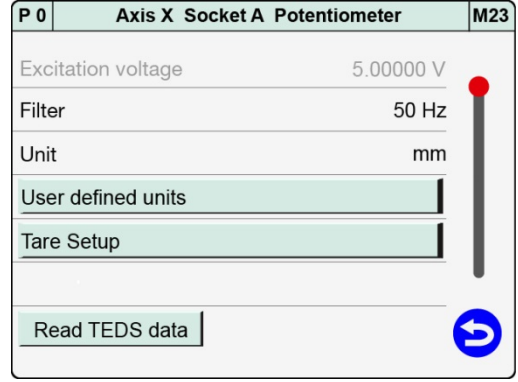 P 0 Axis X Socket A Potentiometer M23
Excitation voltage 5.00000 V
Filter 50 Hz
Unit mm
User defined units
Tare Setup
Read TEDS data